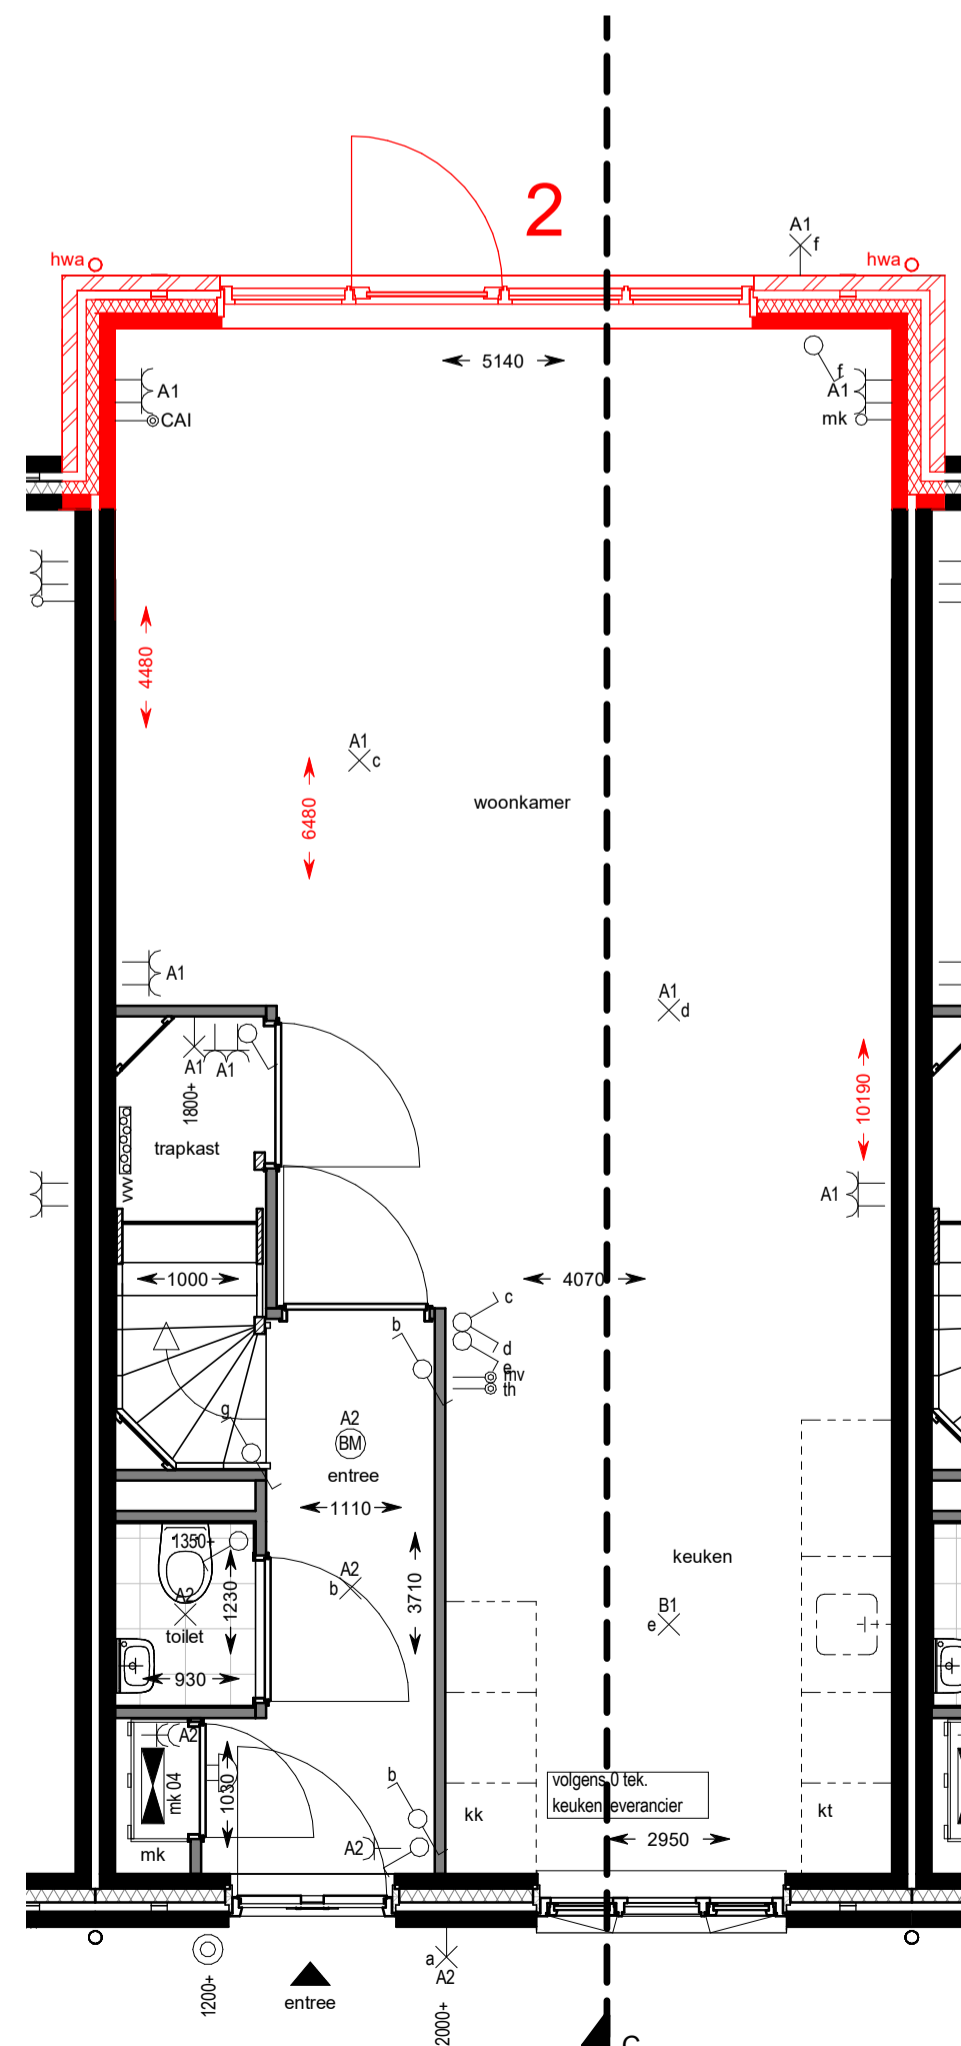 2
A1
f
hwa
hwa
5140
f
A1
CAI
A1
mk
4480
A1
c
6480
woonkamer
A1
A1
d
A1
A1
1800+
10190
trapkast
VW
A1
1000
4070
c
b
d
e
mv
th
g
A2
BM
entree
1110
1350+
keuken
A2
b
3710
1230
A2
B1
e
toilet
930
A2
b
volgens 0 tek.
keukenleverancier
mk 04
1030
kk
kt
A2
2950
mk
a
A2
1200+
entree
2000+
C